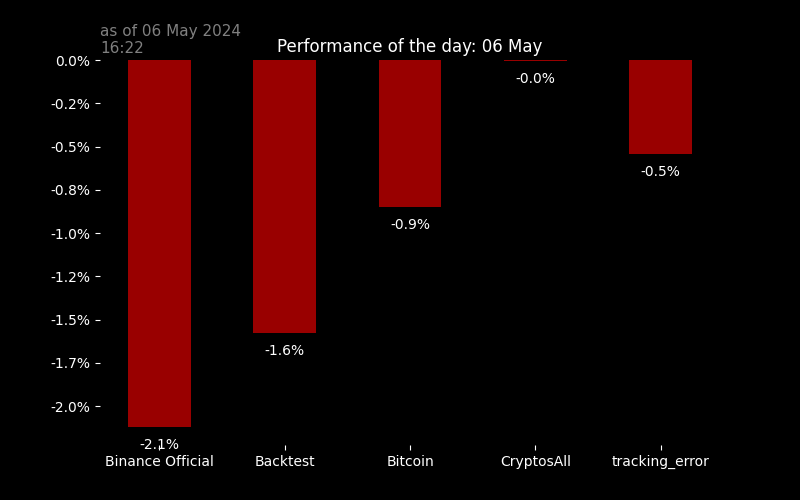 as of 06 May 2024
16:22
Performance of the day: 06 May
0.0%
-0.2%
-0.5%
-0.8%
-1.0%
-1.2%
-1.5%
-1.7%
-2.0%
-2.1%
-1.6%
-0.9%
-0.0%
-0.5%
Binance Official
Backtest
Bitcoin
CryptosAll
tracking_error